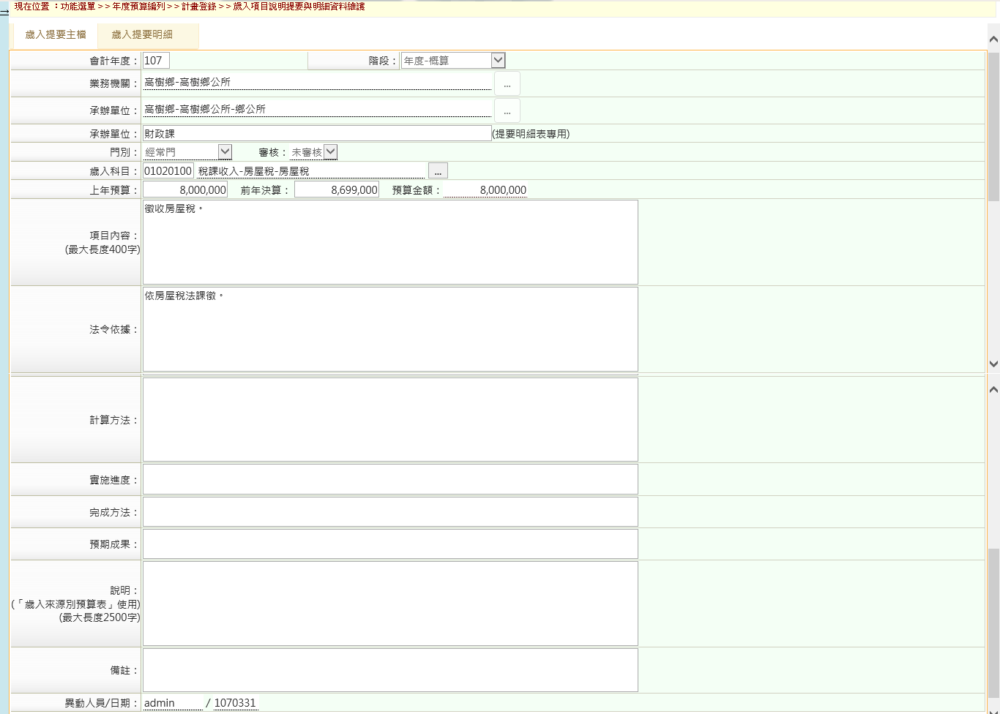 現在位置 ：功能選單>>年度預算編列>>計畫登錄>>歲入項目說明提要與明細資料維護
歲入提要主檔 歲入提要明細
會計年度： 107 階段： 年度-概算
業務機關： 高樹鄉-高樹鄉公所 ...
承辦單位： 高樹鄉-高樹鄉公所-鄉公所 ...
承辦單位： 財政課 (提要明細表專用)
門別： 經常門 審核： 未審核
歲入科目： 01020100 稅課收入-房屋稅-房屋稅 ...
上年預算： 8,000,000 前年決算： 8,699,000 預算金額： 8,000,000
項目內容： 徵收房屋稅。
(最大長度400字)
法令依據： 依房屋稅法課徵。
計算方法：
實施進度：
完成方法：
預期成果：
說明：
(「歲入來源別預算表」使用)
(最大長度2500字)
備註：
異動人員/日期： admin / 1070331